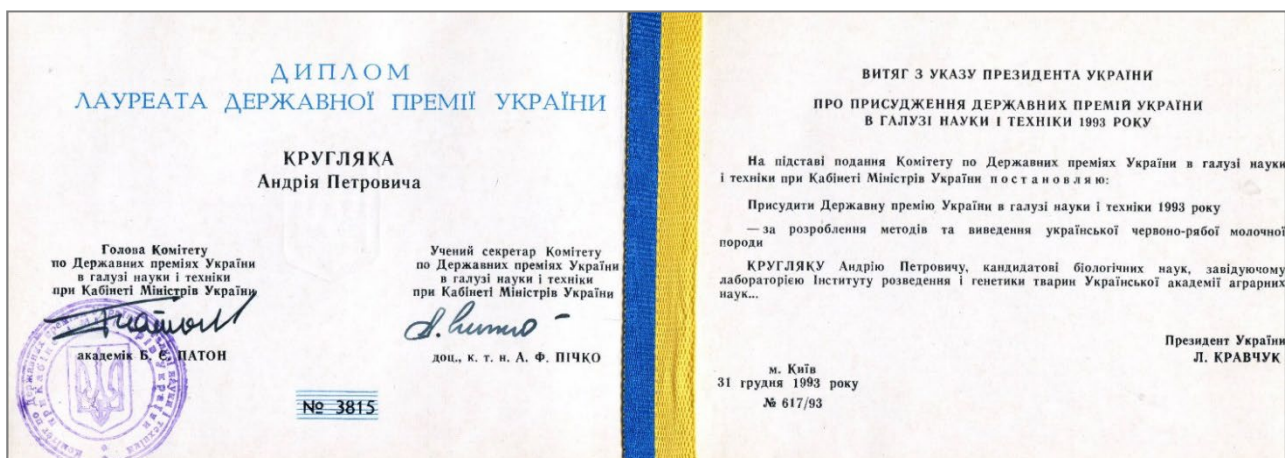 ДИПЛОМ
ЛАУРЕАТА ДЕРЖАВНОЇ ПРЕМІЇ УКРАЇНИ
КРУГЛЯКА
Андрія Петровича
Голова Комітету
по Державних преміях України
в галузі науки і техніки
при Кабінеті Міністрів України
академік Б. Є. ПАТОН
Учений секретар Комітету
по Державних преміях України
в галузі науки і техніки
при Кабінеті Міністрів України
доц., к. т. н. А. Ф. ПІЧКО
№ 3815
ВИТЯГ З УКАЗУ ПРЕЗИДЕНТА УКРАЇНИ
ПРО ПРИСУДЖЕННЯ ДЕРЖАВНИХ ПРЕМІЙ УКРАЇНИ
В ГАЛУЗІ НАУКИ І ТЕХНІКИ 1993 РОКУ
На підставі подання Комітету по Державних преміях України в галузі науки
і техніки при Кабінеті Міністрів України постановляю:
Присудити Державну премію України в галузі науки і техніки 1993 року
— за розроблення методів та виведення української червоно-рябої молочної
породи
КРУГЛЯКУ Андрію Петровичу, кандидатові біологічних наук, завідуючому
лабораторією Інституту розведення і генетики тварин Української академії аграрних
наук...
Президент України
Л. КРАВЧУК
м. Київ
31 грудня 1993 року
№ 617/93